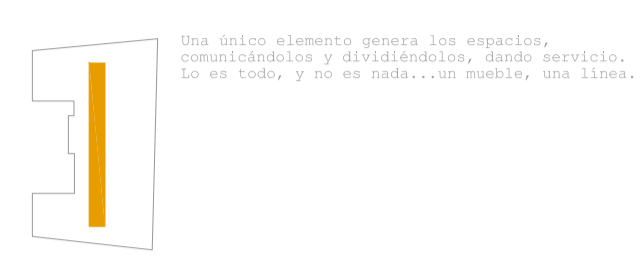 Una único elemento genera los espacios,
comunicándolos y dividiéndolos, dando servicio.
Lo es todo, y no es nada...un mueble, una línea.